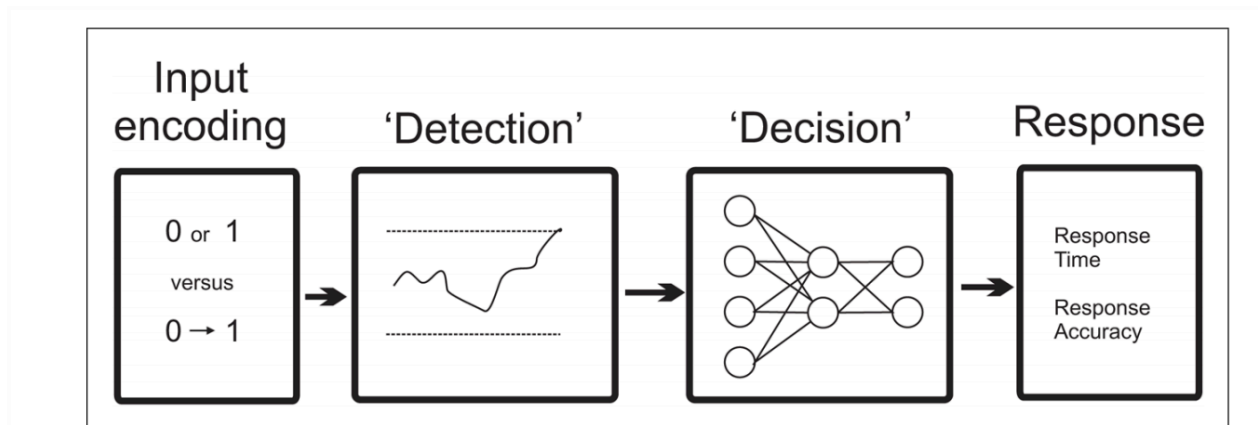 Input
encoding
‘Detection’
‘Decision’
Response
0 or 1
versus
0 → 1
Response
Time
Response
Accuracy